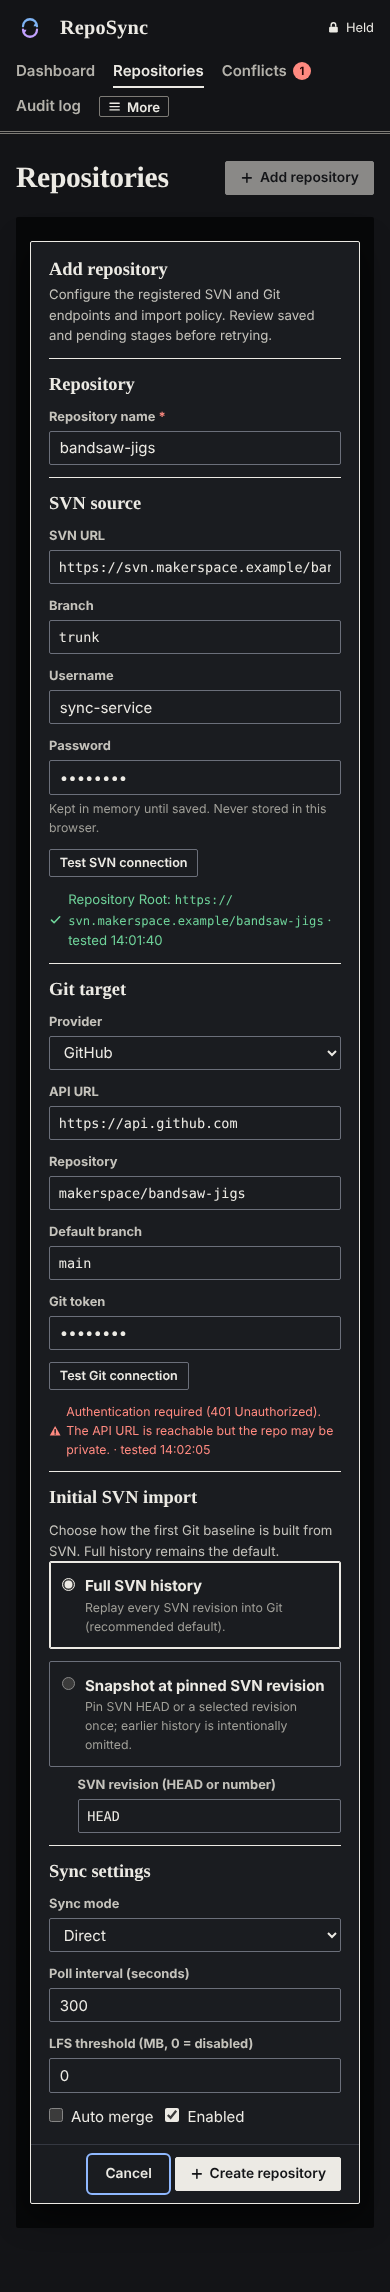 RepoSync
Held
Dashboard
Repositories
Conflicts 1
Audit log
More
Repositories
Add repository
Add repository
Configure the registered SVN and Git
endpoints and import policy. Review saved
and pending stages before retrying.
Repository
Repository name *
bandsaw-jigs
SVN source
SVN URL
https://svn.makerspace.example/ban
Branch
trunk
Username
sync-service
Password
••••••••
Kept in memory until saved. Never stored in this
browser.
Test SVN connection
Repository Root: https://
svn.makerspace.example/bandsaw-jigs ·
tested 14:01:40
Git target
Provider
GitHub
API URL
https://api.github.com
Repository
makerspace/bandsaw-jigs
Default branch
main
Git token
••••••••
Test Git connection
Authentication required (401 Unauthorized).
The API URL is reachable but the repo may be
private. · tested 14:02:05
Initial SVN import
Choose how the first Git baseline is built from
SVN. Full history remains the default.
Full SVN history
Replay every SVN revision into Git
(recommended default).
Snapshot at pinned SVN revision
Pin SVN HEAD or a selected revision
once; earlier history is intentionally
omitted.
SVN revision (HEAD or number)
HEAD
Sync settings
Sync mode
Direct
Poll interval (seconds)
300
LFS threshold (MB, 0 = disabled)
0
Auto merge
Enabled
Cancel
Create repository